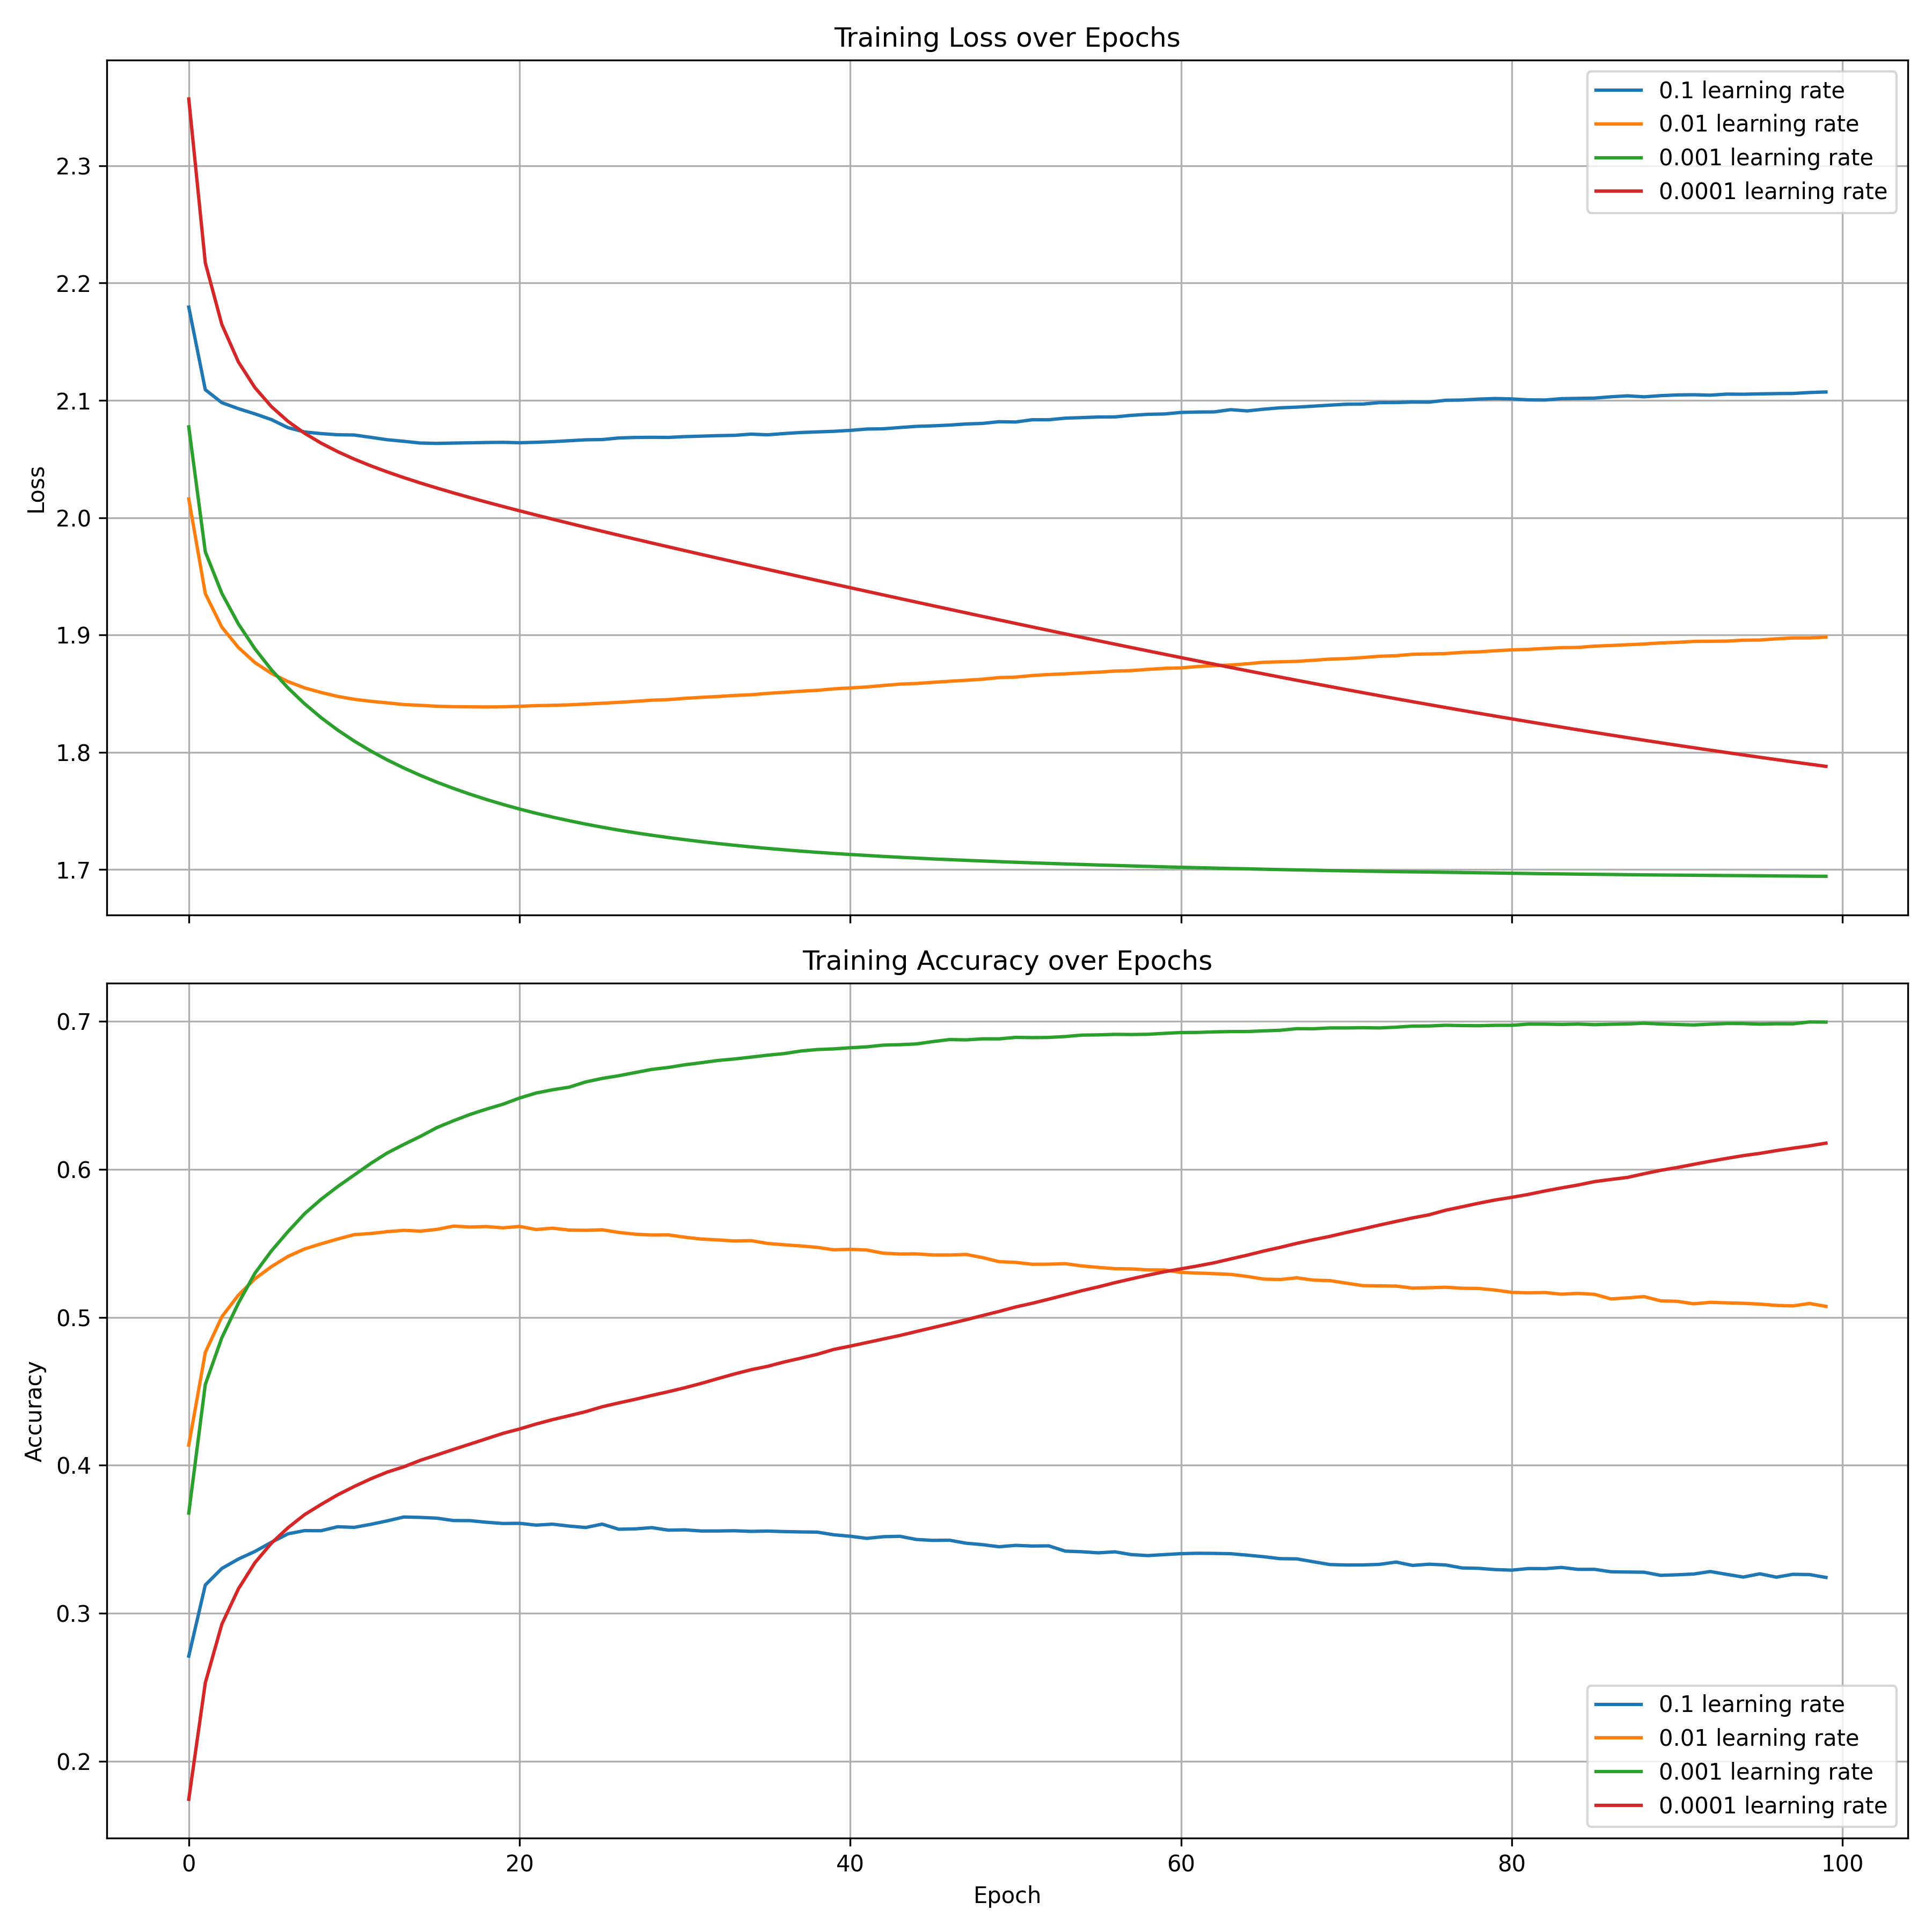 Training Loss over Epochs
0.1 learning rate
0.01 learning rate
0.001 learning rate
0.0001 learning rate
2.3
2.2
2.1
2.0
1.9
1.8
1.7
Loss
Training Accuracy over Epochs
0.7
0.6
0.5
0.4
0.3
0.2
Accuracy
0.1 learning rate
0.01 learning rate
0.001 learning rate
0.0001 learning rate
0 20 40 60 80 100
Epoch